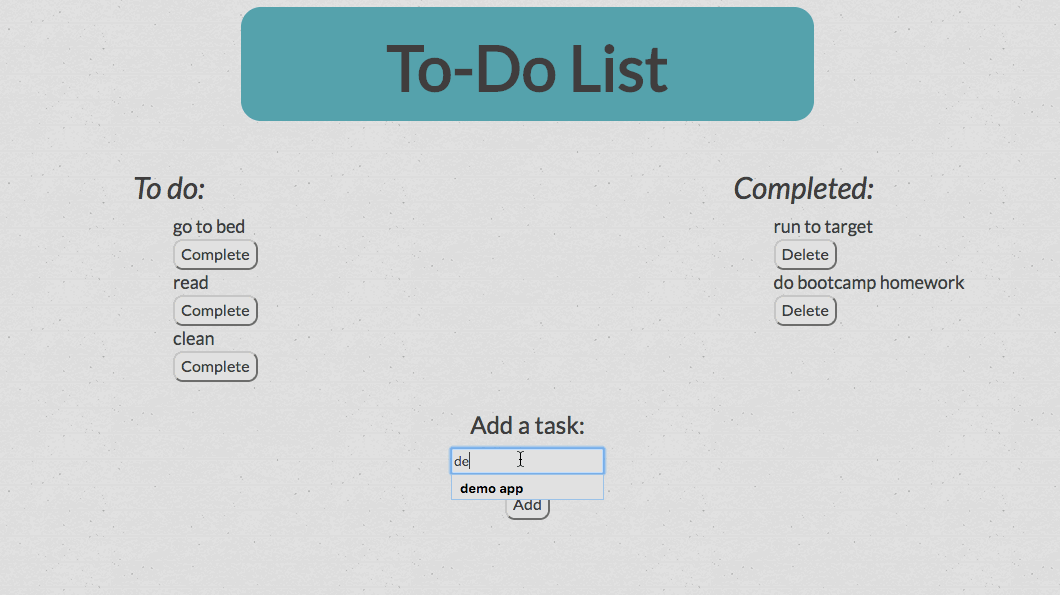 To-Do List
To do:
go to bed
Complete
read
Complete
clean
Complete
Completed:
run to target
Delete
do bootcamp homework
Delete
Add a task:
de
demo app
Add